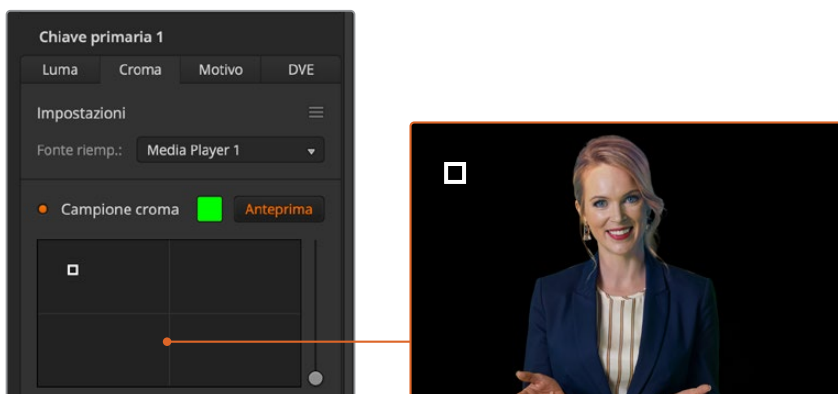 Chiave primaria 1
Luma Croma Motivo DVE
Impostazioni
Fonte riemp.: Media Player 1
Campione croma Anteprima